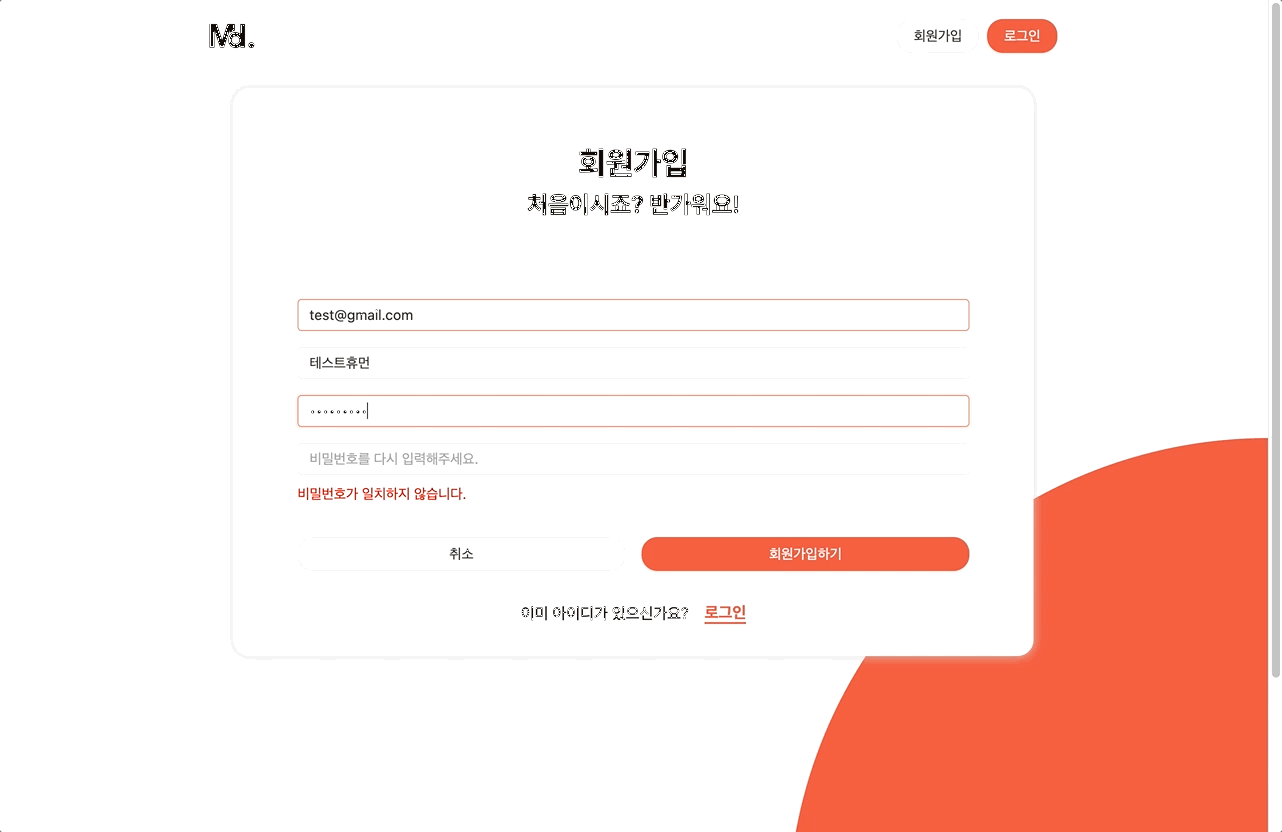 Md.
회원가입 로그인
회원가입
처음이시죠? 반가워요!
test@gmail.com
테스트휴먼
비밀번호를 다시 입력해주세요.
비밀번호가 일치하지 않습니다.
취소 회원가입하기
이미 아이디가 있으신가요? 로그인